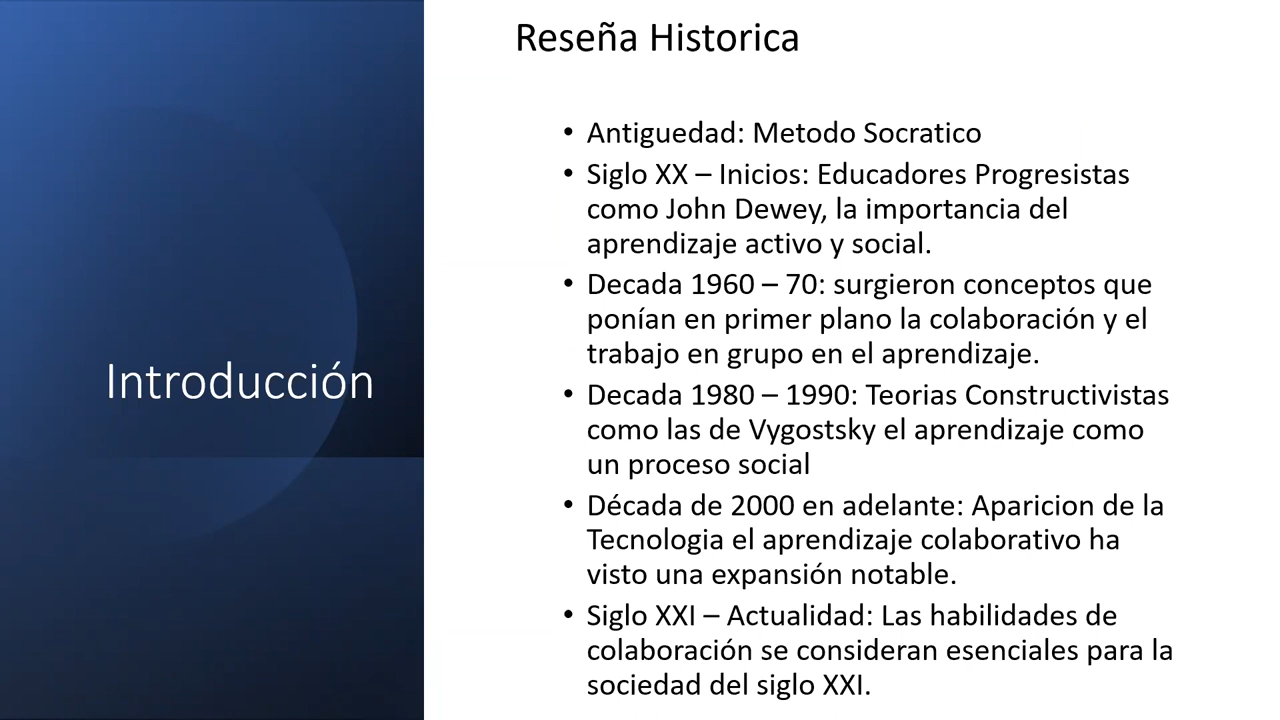 Introducción
Reseña Historica
• Antiguedad: Metodo Socratico
• Siglo XX – Inicios: Educadores Progresistas
como John Dewey, la importancia del
aprendizaje activo y social.
• Decada 1960 – 70: surgieron conceptos que
ponían en primer plano la colaboración y el
trabajo en grupo en el aprendizaje.
• Decada 1980 – 1990: Teorias Constructivistas
como las de Vygostsky el aprendizaje como
un proceso social
• Década de 2000 en adelante: Aparicion de la
Tecnologia el aprendizaje colaborativo ha
visto una expansión notable.
• Siglo XXI – Actualidad: Las habilidades de
colaboración se consideran esenciales para la
sociedad del siglo XXI.